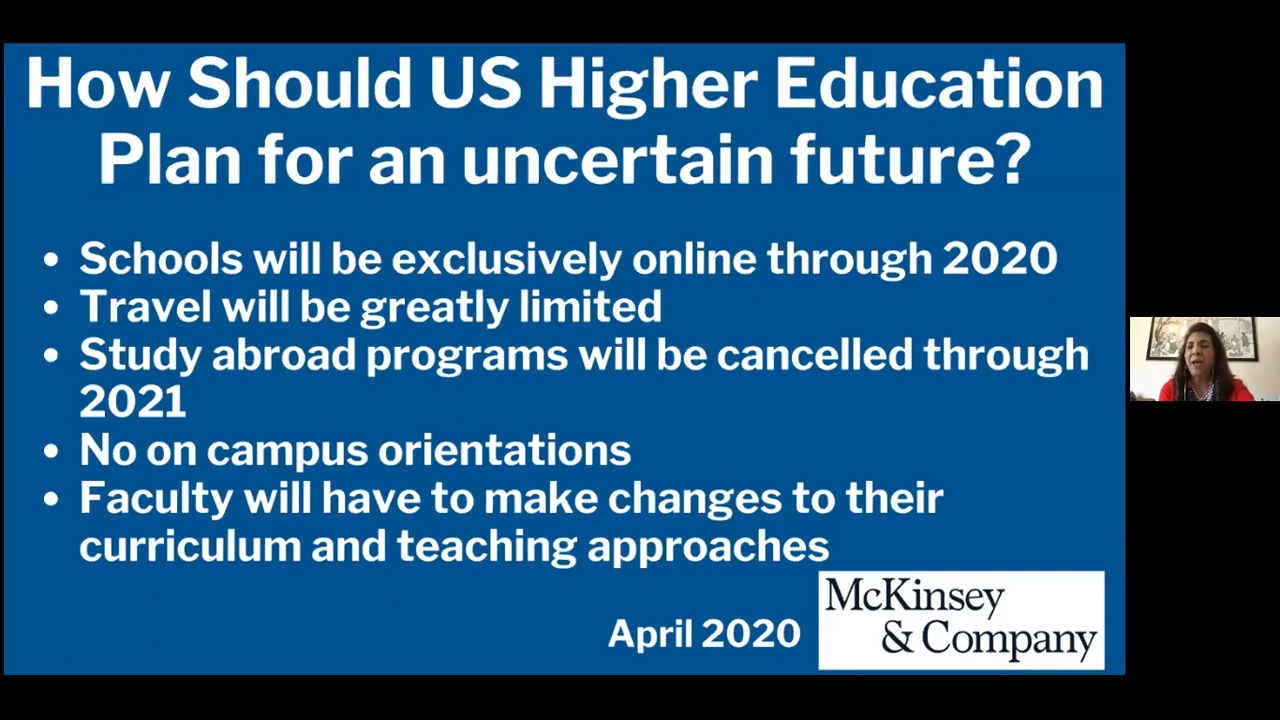 How Should US Higher Education
Plan for an uncertain future?
• Schools will be exclusively online through 2020
• Travel will be greatly limited
• Study abroad programs will be cancelled through
2021
• No on campus orientations
• Faculty will have to make changes to their
curriculum and teaching approaches
April 2020
McKinsey
& Company